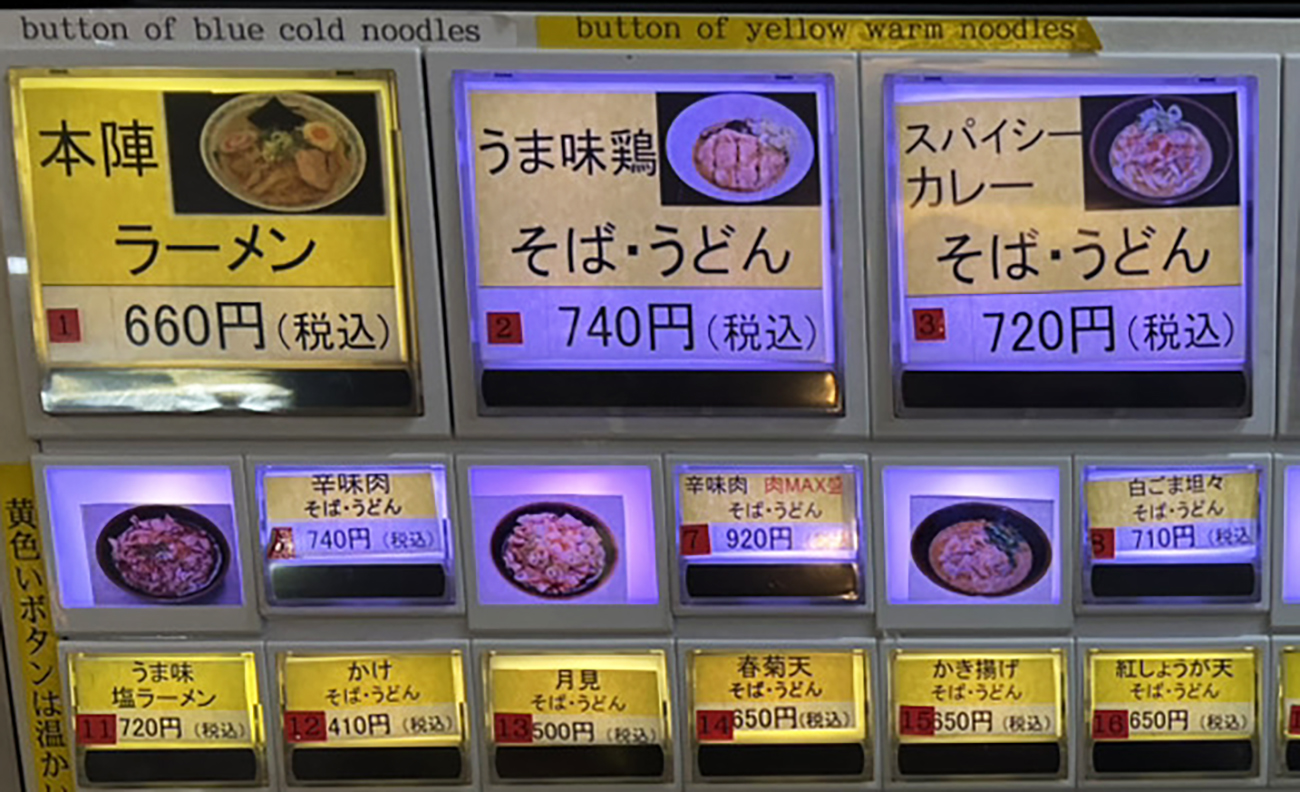 button of blue cold noodles
button of yellow warm noodles
本陣
ラーメン
1 660円(税込)
うま味鶏
そば・うどん
2 740円(税込)
スパイシー
カレー
そば・うどん
3 720円(税込)
辛味肉
そば・うどん
740円(税込)
辛味肉 肉MAX盛
そば・うどん
7 920円
白ごま坦々
そば・うどん
8 710円(税込
うま味
塩ラーメン
11 720円(税込)
かけ
そば・うどん
12 410円(税込)
月見
そば・うどん
13 500円(税込)
春菊天
そば・うどん
14 650円(税込)
かき揚げ
そば・うどん
15 650円(税込)
紅しょうが天
そば・うどん
16 650円(税込)
黄色いボタンは温か